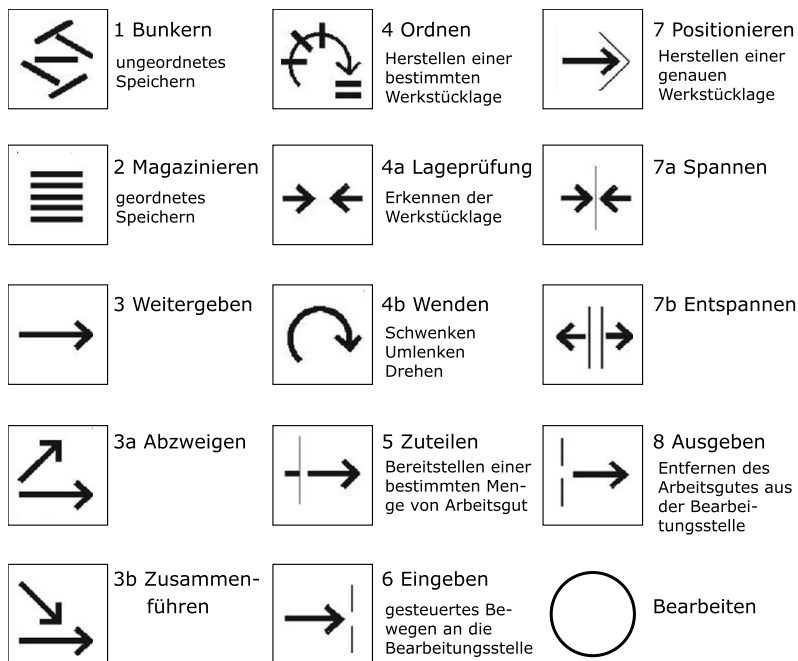 1 Bunkern
ungeordnetes
Speichern
2 Magazinieren
geordnetes
Speichern
3 Weitergeben
3a Abzweigen
3b Zusammen-
führen
4 Ordnen
Herstellen einer
bestimmten
Werkstücklage
4a Lageprüfung
Erkennen der
Werkstücklage
4b Wenden
Schwenken
Umlenken
Drehen
5 Zuteilen
Bereitstellen einer
bestimmten Men-
ge von Arbeitsgut
6 Eingeben
gesteuertes Be-
wegen an die
Bearbeitungsstelle
7 Positionieren
Herstellen einer
genauen
Werkstücklage
7a Spannen
7b Entspannen
8 Ausgeben
Entfernen des
Arbeitsgutes aus
der Bearbei-
tungsstelle
Bearbeiten